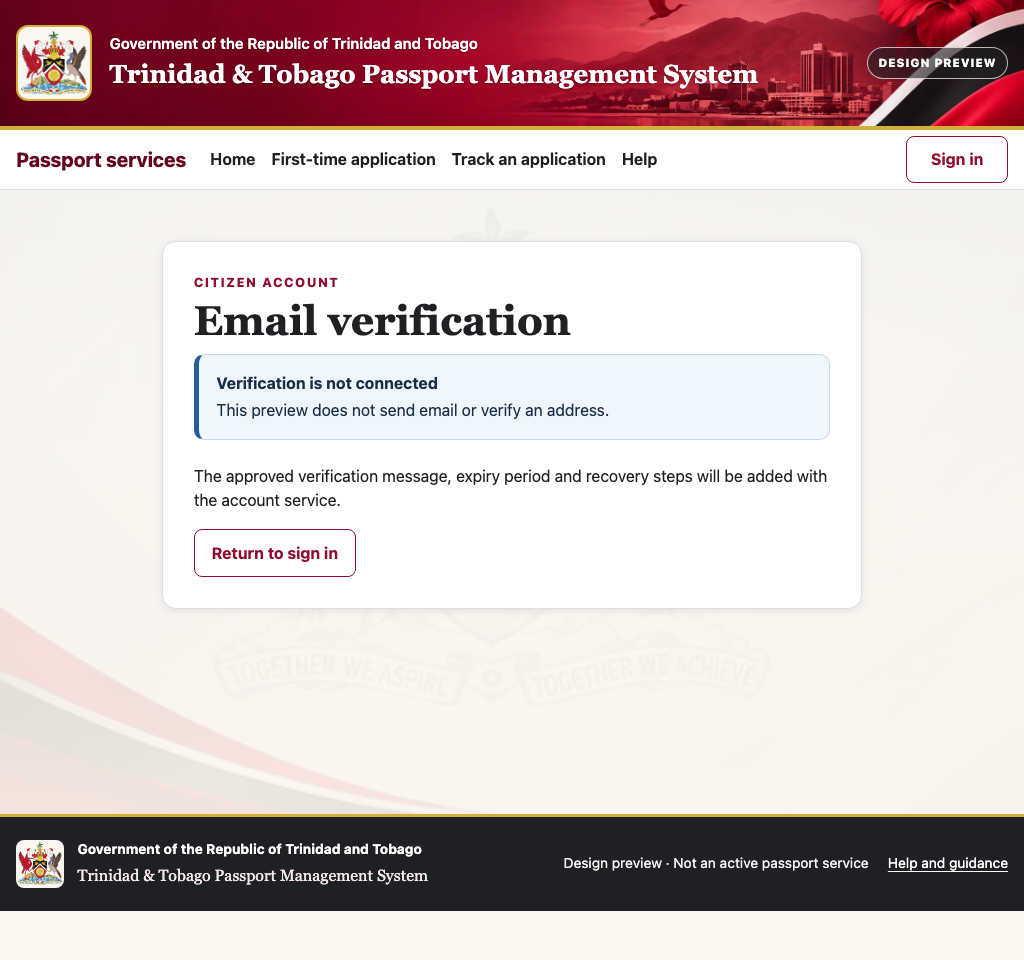 Government of the Republic of Trinidad and Tobago
Trinidad & Tobago Passport Management System
DESIGN PREVIEW
Passport services
Home
First-time application
Track an application
Help
Sign in
CITIZEN ACCOUNT
Email verification
Verification is not connected
This preview does not send email or verify an address.
The approved verification message, expiry period and recovery steps will be added with
the account service.
Return to sign in
TOGETHER WE ASPIRE
TOGETHER WE ACHIEVE
Government of the Republic of Trinidad and Tobago
Trinidad & Tobago Passport Management System
Design preview · Not an active passport service
Help and guidance